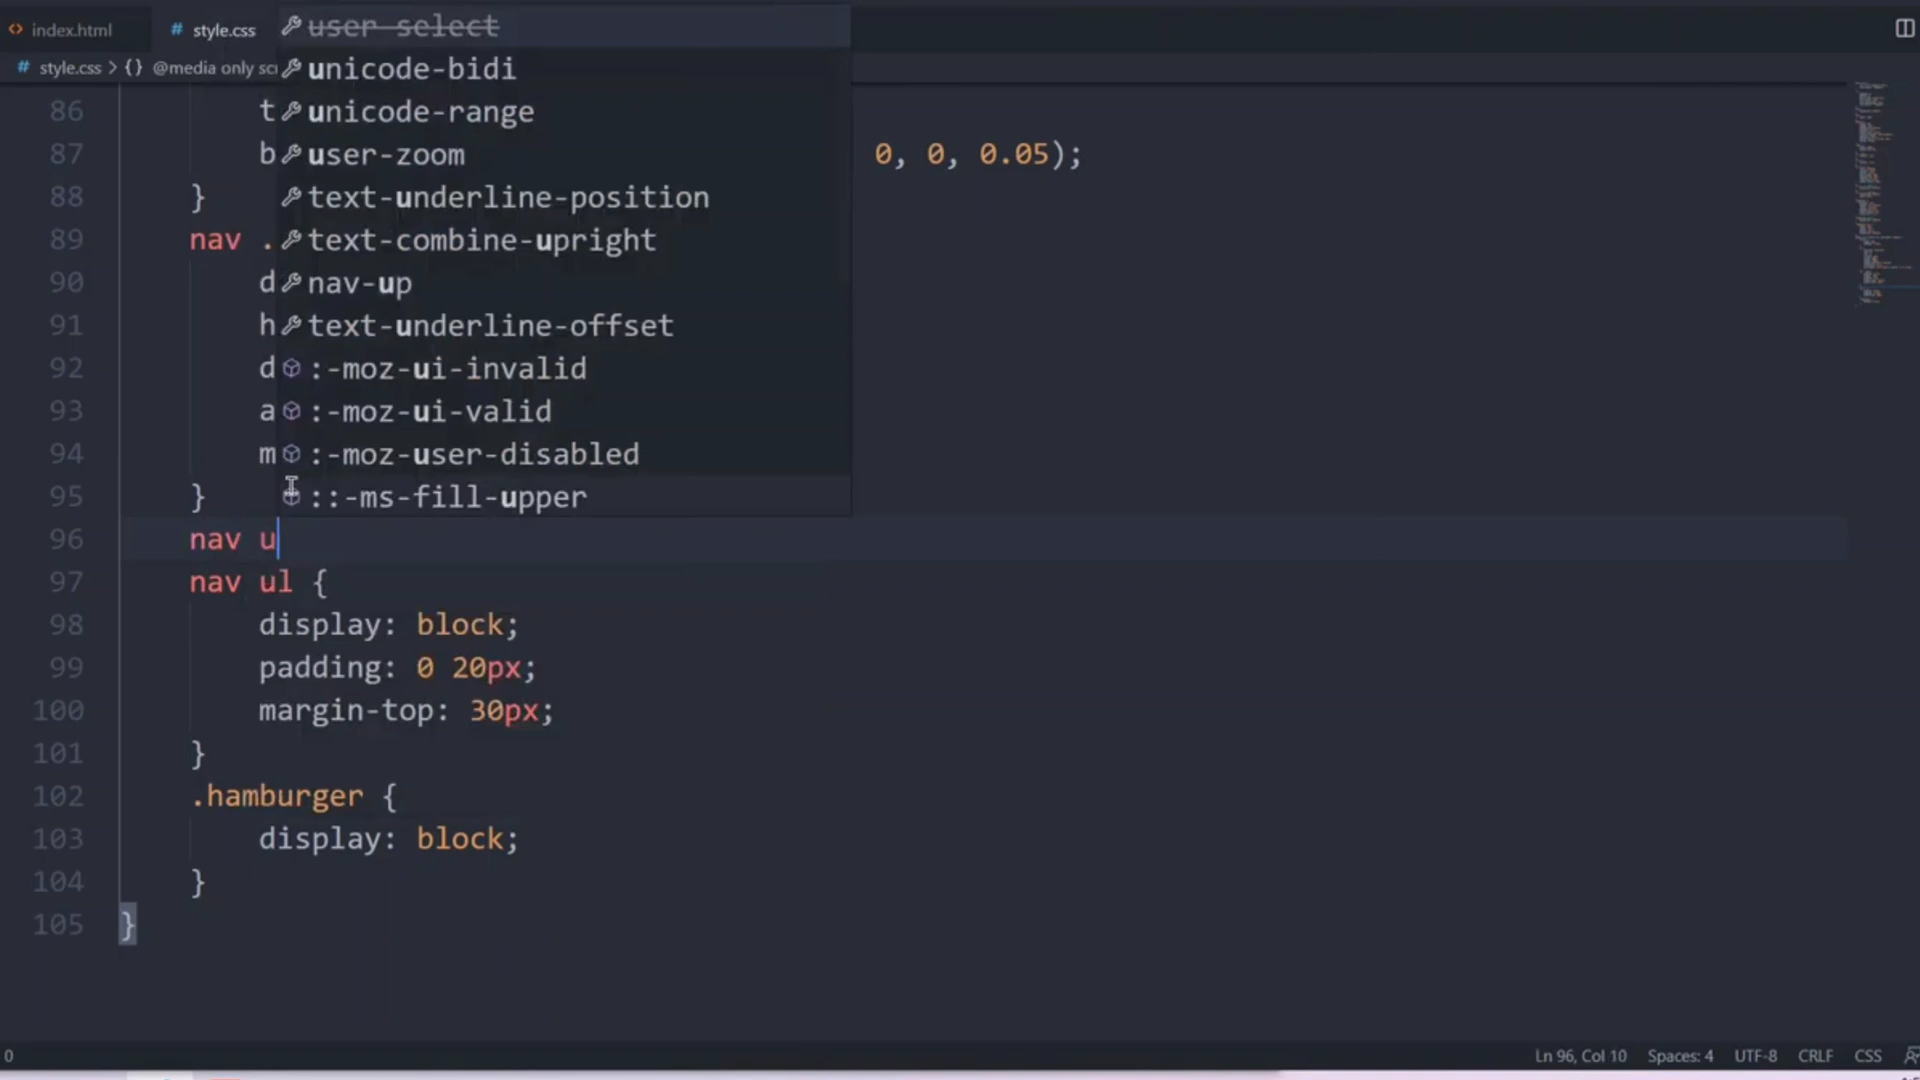 index.html
style.css
style.css > {} @media only scr
user-select
unicode-bidi
unicode-range
user-zoom
text-underline-position
text-combine-upright
nav-up
text-underline-offset
:-moz-ui-invalid
:-moz-ui-valid
:-moz-user-disabled
::-ms-fill-upper
86 t
87 b 0, 0, 0.05);
88 }
89 nav .
90 d
91 h
92 d
93 a
94 m
95 }
96 nav u
97 nav ul {
98 display: block;
99 padding: 0 20px;
100 margin-top: 30px;
101 }
102 .hamburger {
103 display: block;
104 }
105 }
0 Ln 96, Col 10 Spaces: 4 UTF-8 CRLF CSS